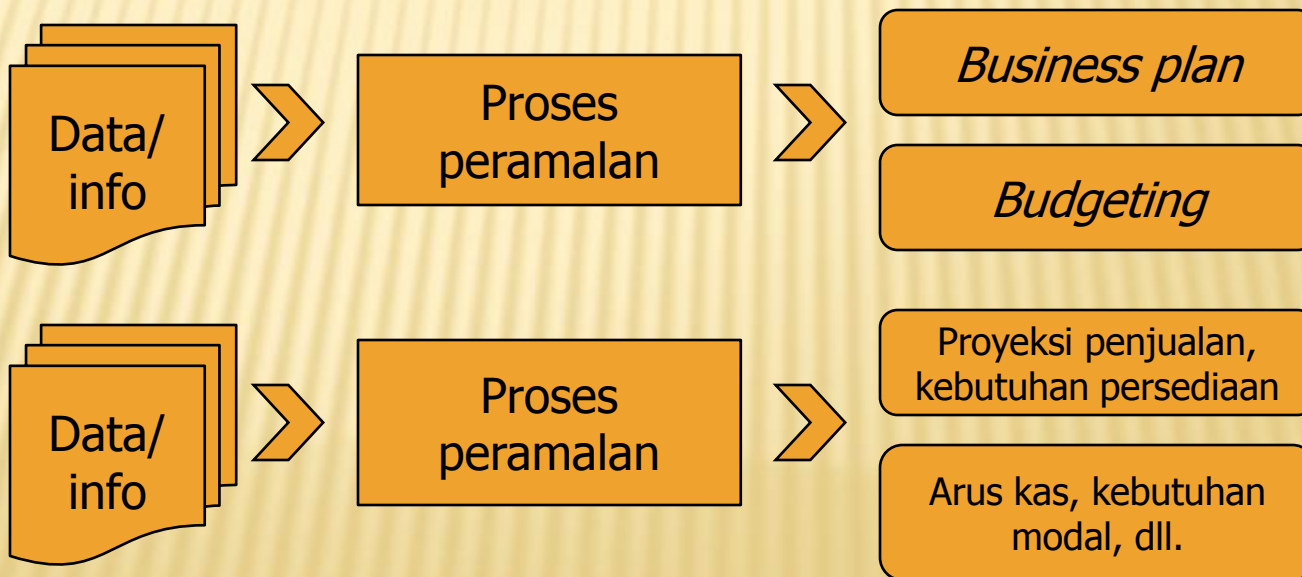 Data/
info
Proses
peramalan
Business plan
Budgeting
Data/
info
Proses
peramalan
Proyeksi penjualan,
kebutuhan persediaan
Arus kas, kebutuhan
modal, dll.